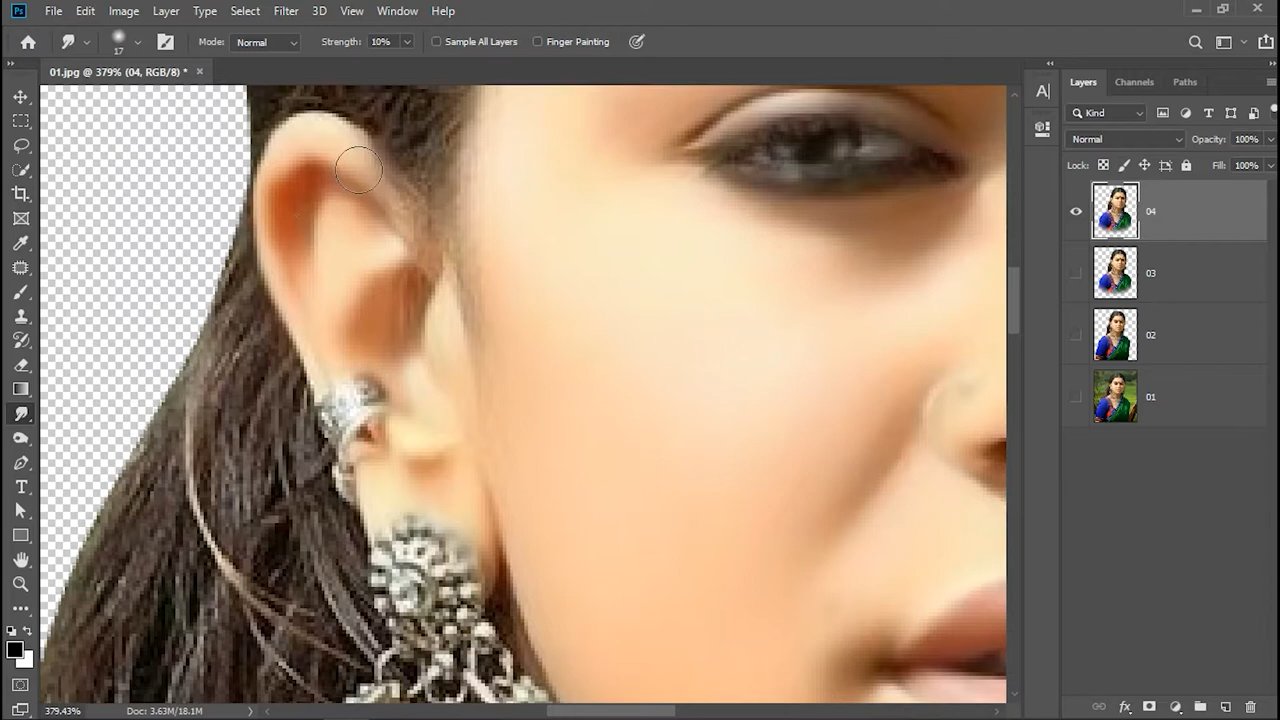 Ps File Edit Image Layer Type Select Filter 3D View Window Help
17 Mode: Normal Strength: 10% Sample All Layers Finger Painting
01.jpg @ 379% (04, RGB/8) *
Layers Channels Paths
A
Kind
Normal Opacity: 100%
Lock: Fill: 100%
04
03
02
01
379.43% Doc: 3.63M/18.1M